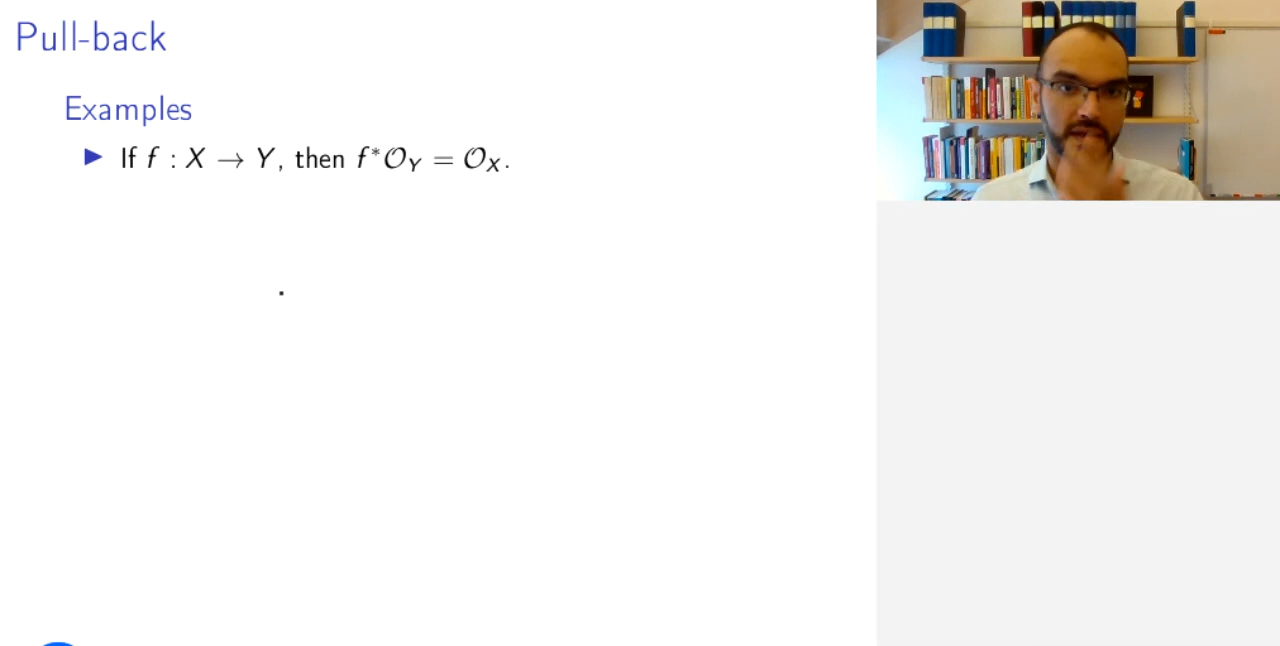 Pull-back
Examples
▶ If f : X → Y, then f*𝒪_Y = 𝒪_X.